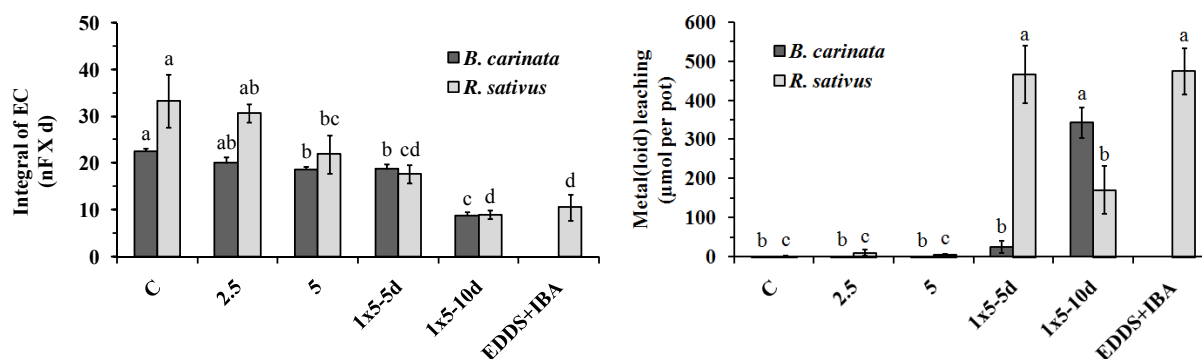 Integral of EC
(nF X d)
50
40
30
20
10
0
B. carinata
R. sativus
a a ab ab b bc b cd c d d
C 2.5 5 1x5-5d 1x5-10d EDDS+IBA
Metal(loid) leaching
(µmol per pot)
600
500
400
300
200
100
0
B. carinata
R. sativus
b c b c b c b a a b a
C 2.5 5 1x5-5d 1x5-10d EDDS+IBA